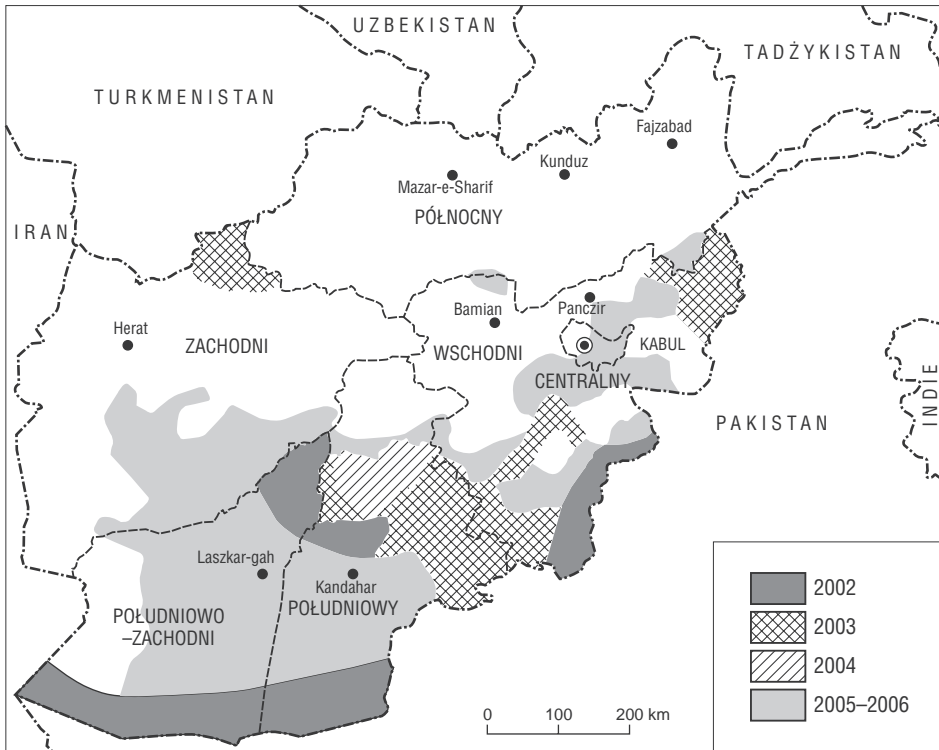 UZBEKISTAN
TADŻYKISTAN
TURKMENISTAN
Fajzabad
Kunduz
Mazar-e-Sharif
PÓŁNOCNY
IRAN
Bamian
Panczir
Herat
ZACHODNI
WSCHODNI
KABUL
CENTRALNY
PAKISTAN
INDIE
Laszkar-gah
Kandahar
POŁUDNIOWY
POŁUDNIOWO
–ZACHODNI
2002
2003
2004
2005–2006
0 100 200 km